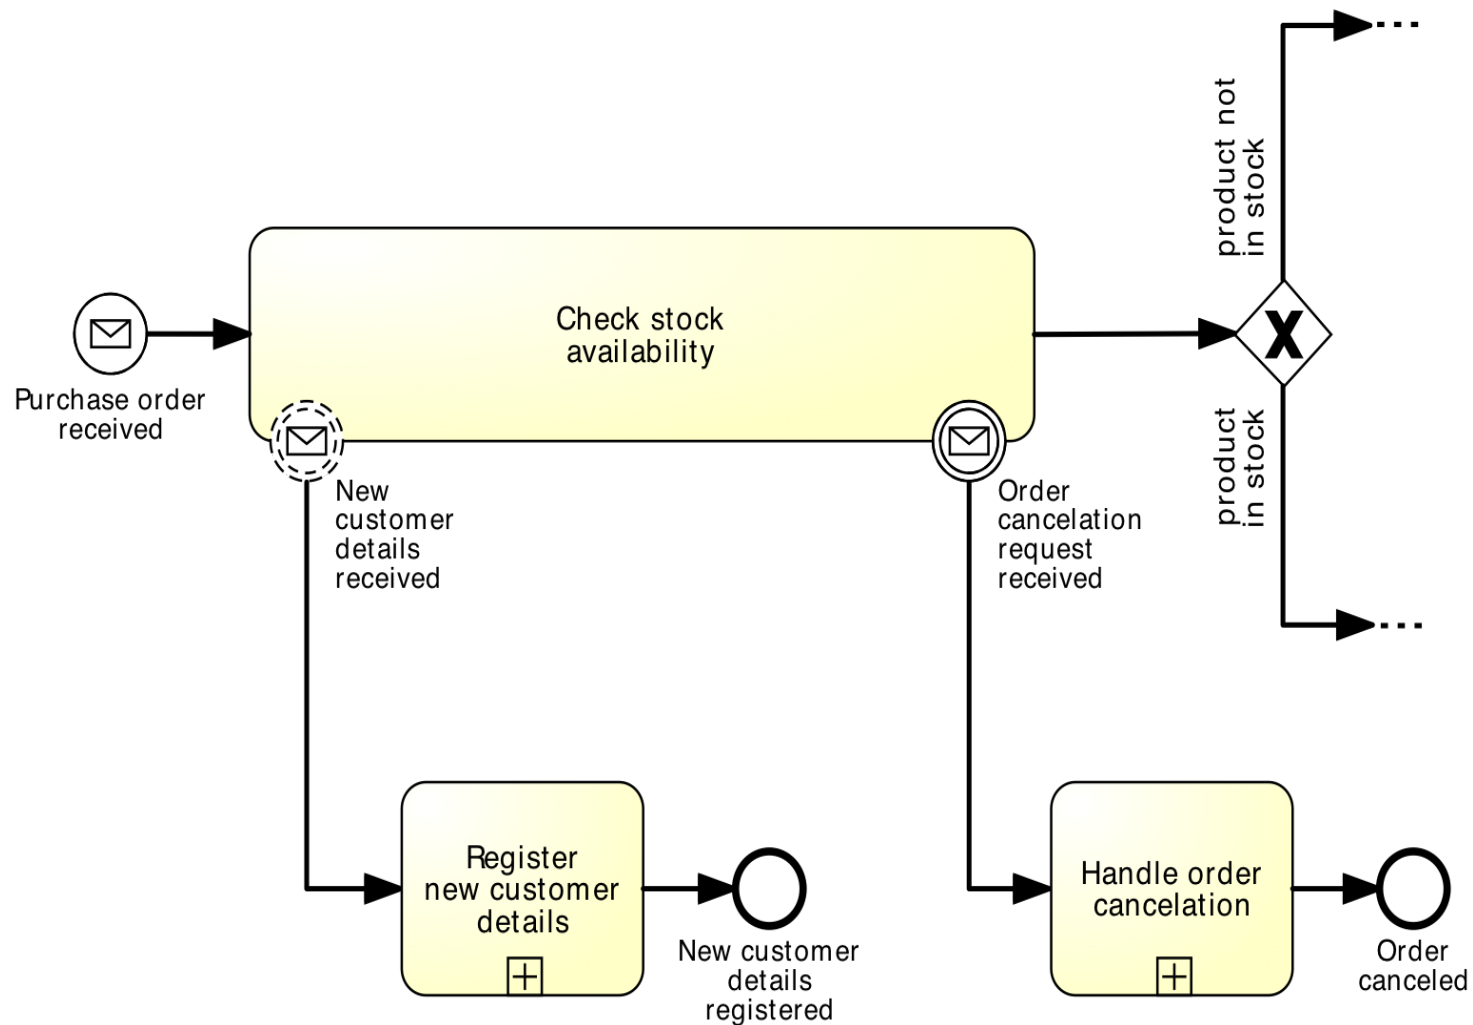 product not
in stock
Check stock
availability
Purchase order
received
X
product
in stock
New
customer
details
received
Order
cancelation
request
received
Register
new customer
details
New customer
details
registered
Handle order
cancelation
Order
canceled